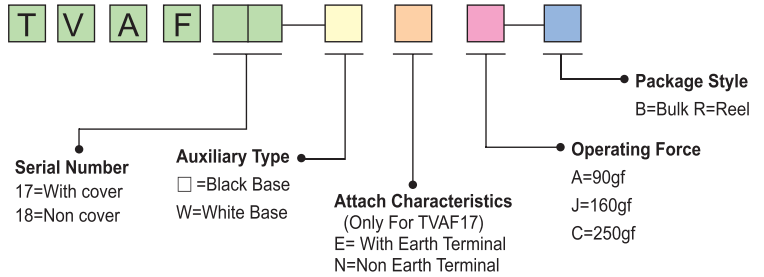 T V A F
Package Style
B=Bulk R=Reel
Serial Number
17=With cover
18=Non cover
Auxiliary Type
□ =Black Base
W=White Base
Attach Characteristics
(Only For TVAF17)
E= With Earth Terminal
N=Non Earth Terminal
Operating Force
A=90gf
J=160gf
C=250gf